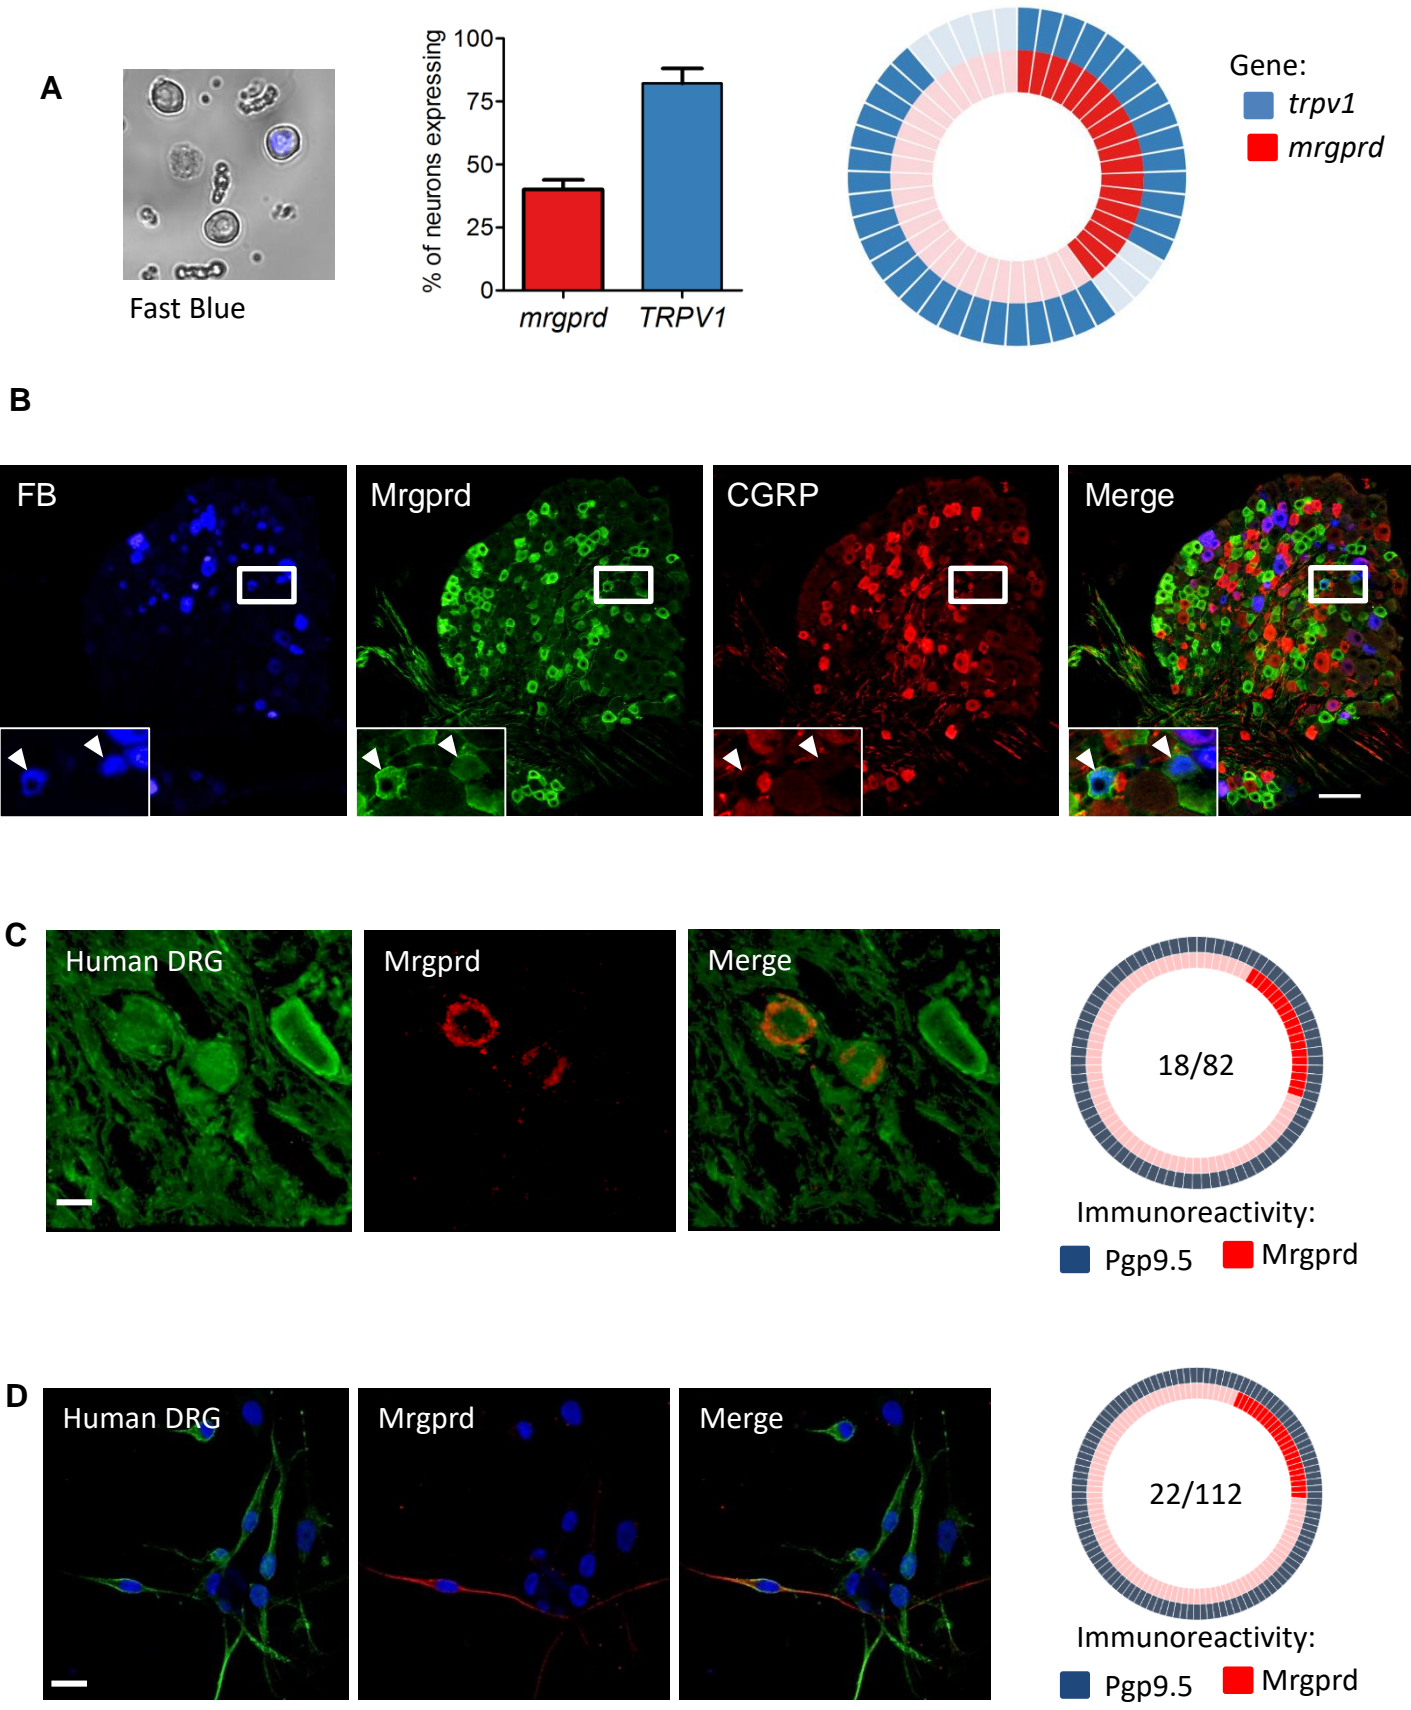 A
Fast Blue
% of neurons expressing
100
75
50
25
0
mrgprd
TRPV1
Gene:
trpv1
mrgprd
B
FB
Mrgprd
CGRP
Merge
C
Human DRG
Mrgprd
Merge
18/82
Immunoreactivity:
Pgp9.5
Mrgprd
D
Human DRG
Mrgprd
Merge
22/112
Immunoreactivity:
Pgp9.5
Mrgprd